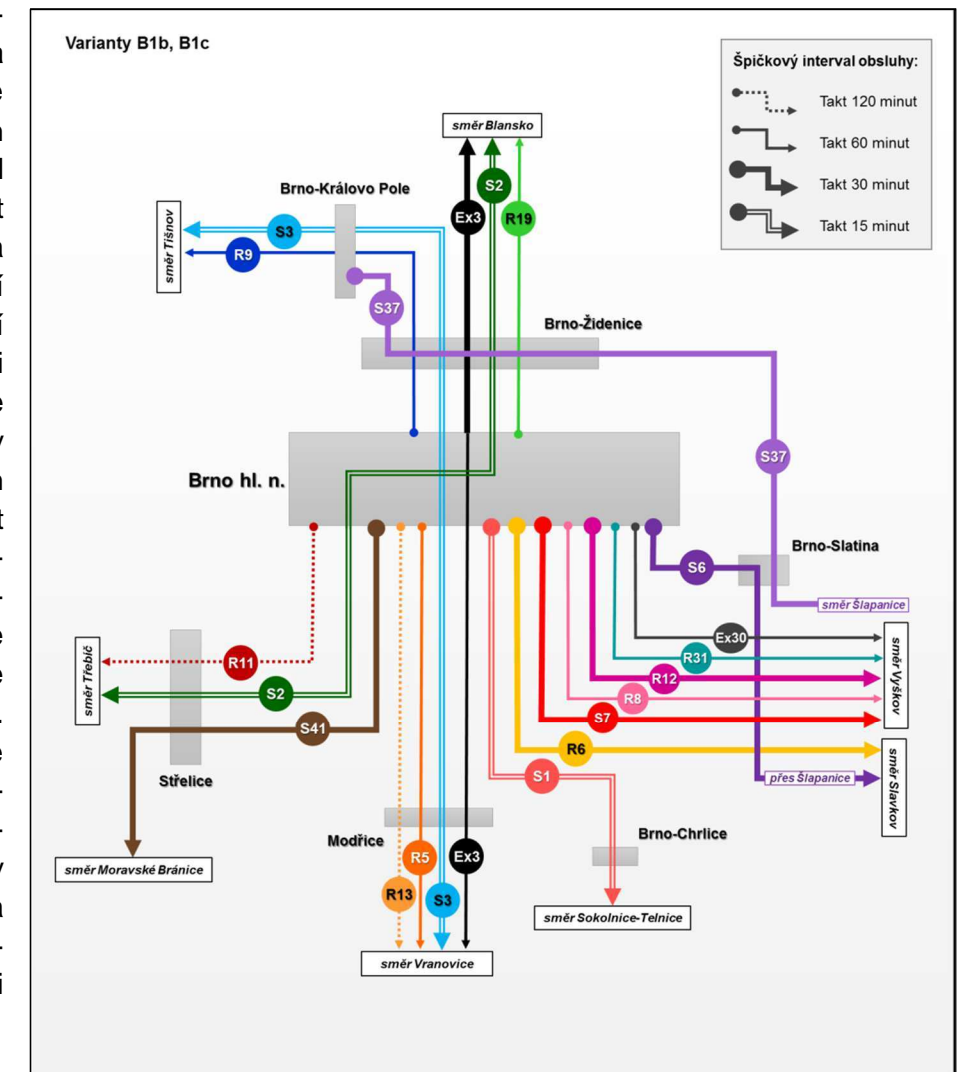 Varianty B1b, B1c
Špičkový interval obsluhy:
Takt 120 minut
Takt 60 minut
Takt 30 minut
Takt 15 minut
směr Blansko
Brno-Královo Pole
směr Tišnov
S3
R9
S37
Ex3
S2
R19
Brno-Židenice
Brno hl. n.
S37
Brno-Slatina
S6
směr Šlapanice
Ex30
R31
R12
R8
S7
směr Vyškov
R6
S1
přes Šlapanice
směr Slavkov
směr Třebíč
R11
S2
S41
Střelice
směr Moravské Bránice
Modřice
R5
Ex3
R13
S3
směr Vranovice
Brno-Chrlice
směr Sokolnice-Telnice